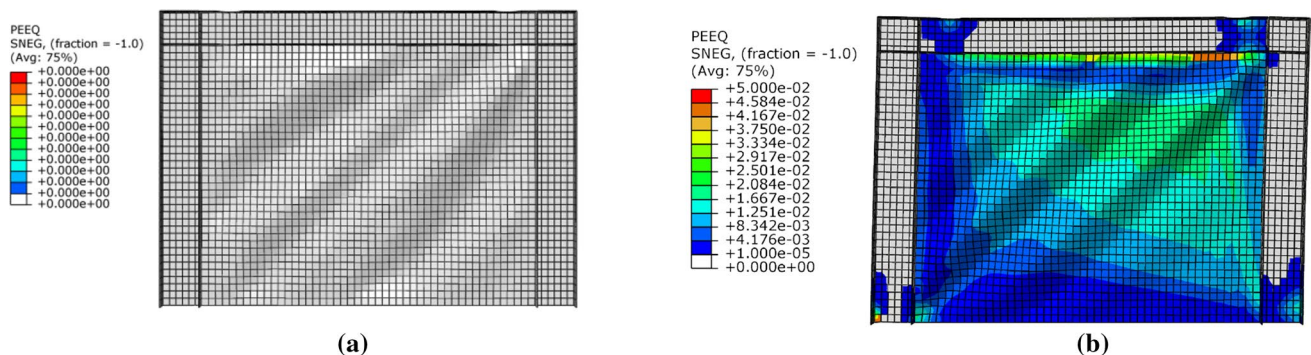 PEEQ
SNEG, (fraction = -1.0)
(Avg: 75%)
+0.000e+00
+0.000e+00
+0.000e+00
+0.000e+00
+0.000e+00
+0.000e+00
+0.000e+00
+0.000e+00
+0.000e+00
+0.000e+00
+0.000e+00
+0.000e+00
(a)
PEEQ
SNEG, (fraction = -1.0)
(Avg: 75%)
+5.000e-02
+4.584e-02
+4.167e-02
+3.750e-02
+3.334e-02
+2.917e-02
+2.501e-02
+2.084e-02
+1.667e-02
+1.251e-02
+8.342e-03
+4.176e-03
+1.000e-05
+0.000e+00
(b)